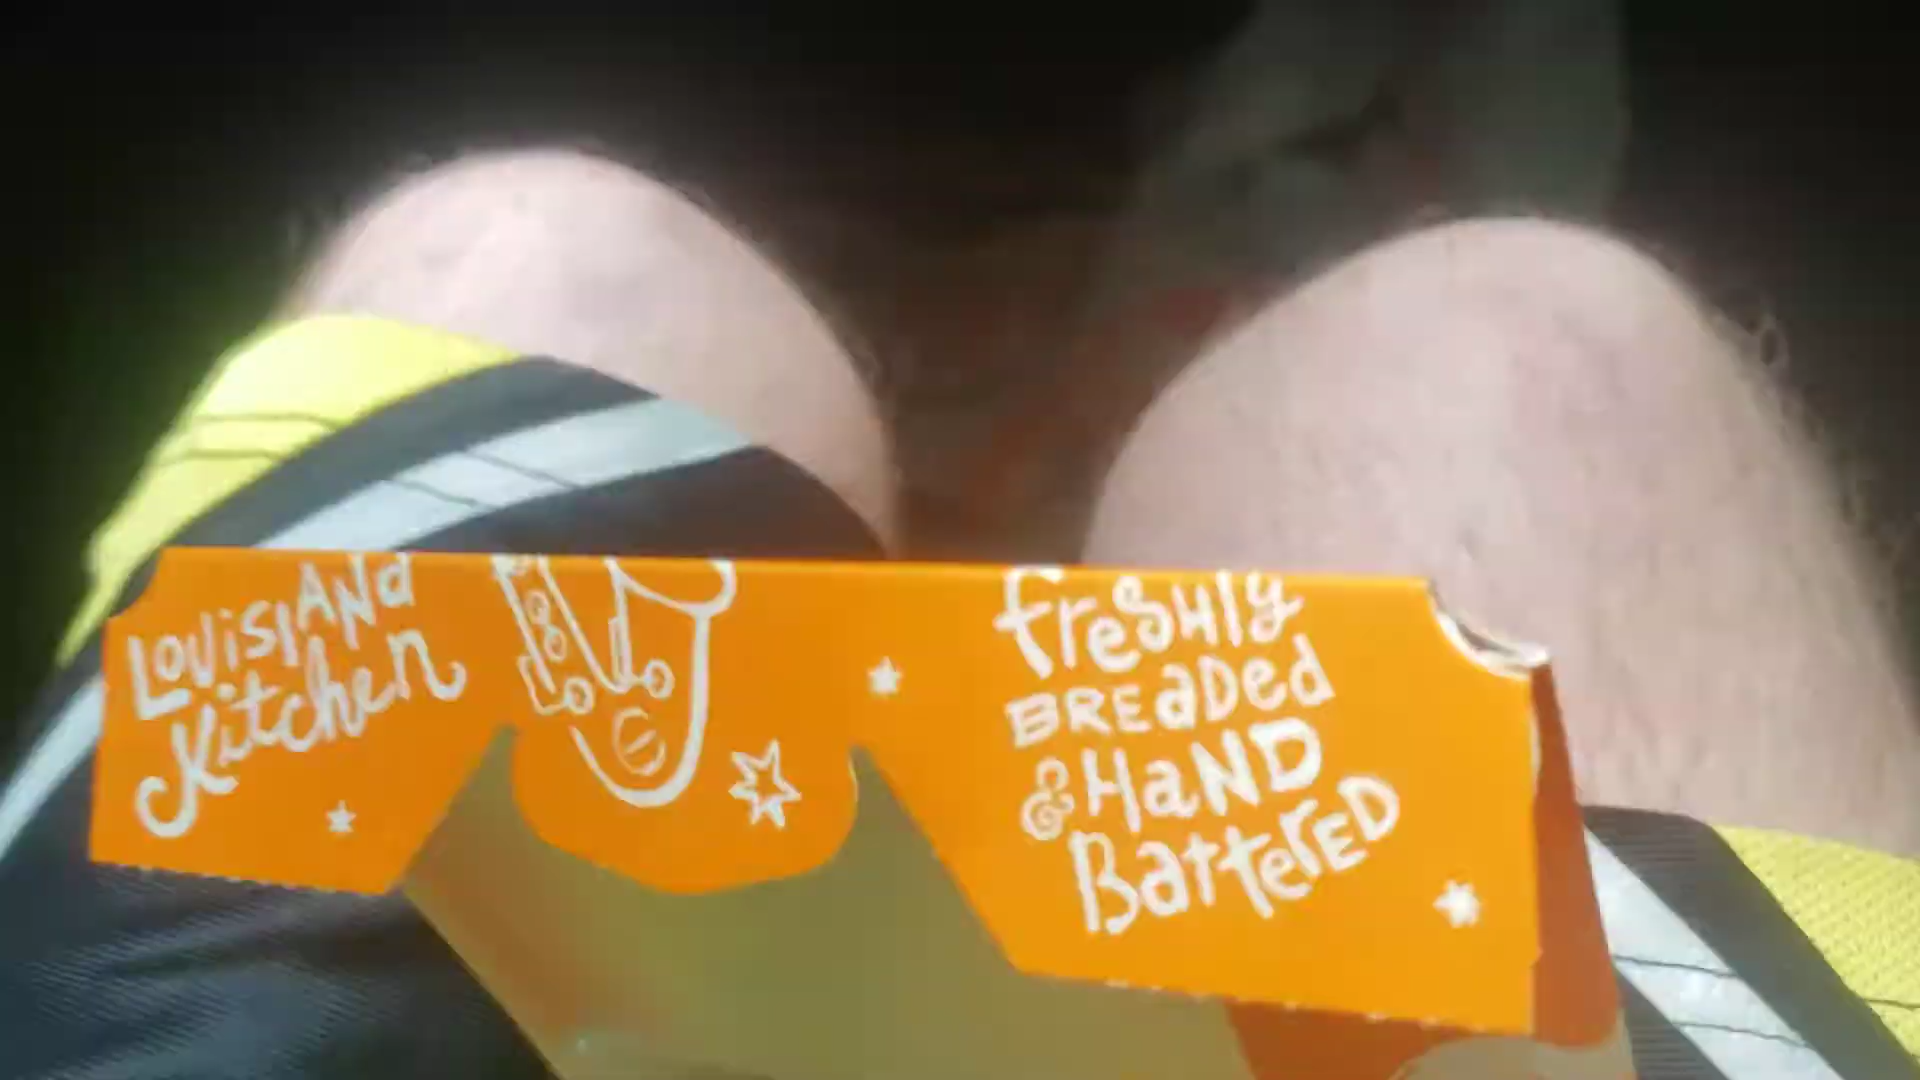 LOUISIANa
Kitchen
freSHly
BREaDed
& HaND
BattereD